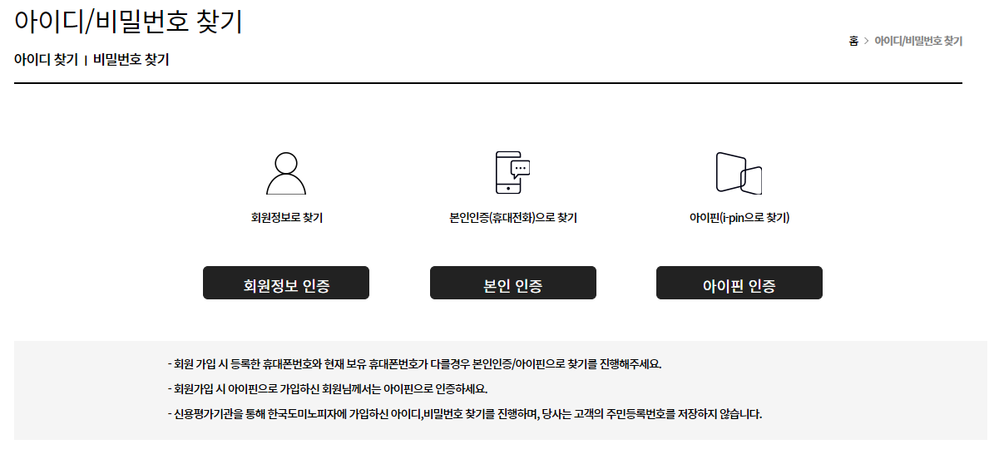 아이디/비밀번호 찾기
홈 > 아이디/비밀번호 찾기
아이디 찾기 | 비밀번호 찾기
회원정보로 찾기
본인인증(휴대전화)으로 찾기
아이핀(i-pin으로 찾기)
회원정보 인증
본인 인증
아이핀 인증
- 회원 가입 시 등록한 휴대폰번호와 현재 보유 휴대폰번호가 다를경우 본인인증/아이핀으로 찾기를 진행해주세요.
- 회원가입 시 아이핀으로 가입하신 회원님께서는 아이핀으로 인증하세요.
- 신용평가기관을 통해 한국도미노피자에 가입하신 아이디,비밀번호 찾기를 진행하며, 당사는 고객의 주민등록번호를 저장하지 않습니다.